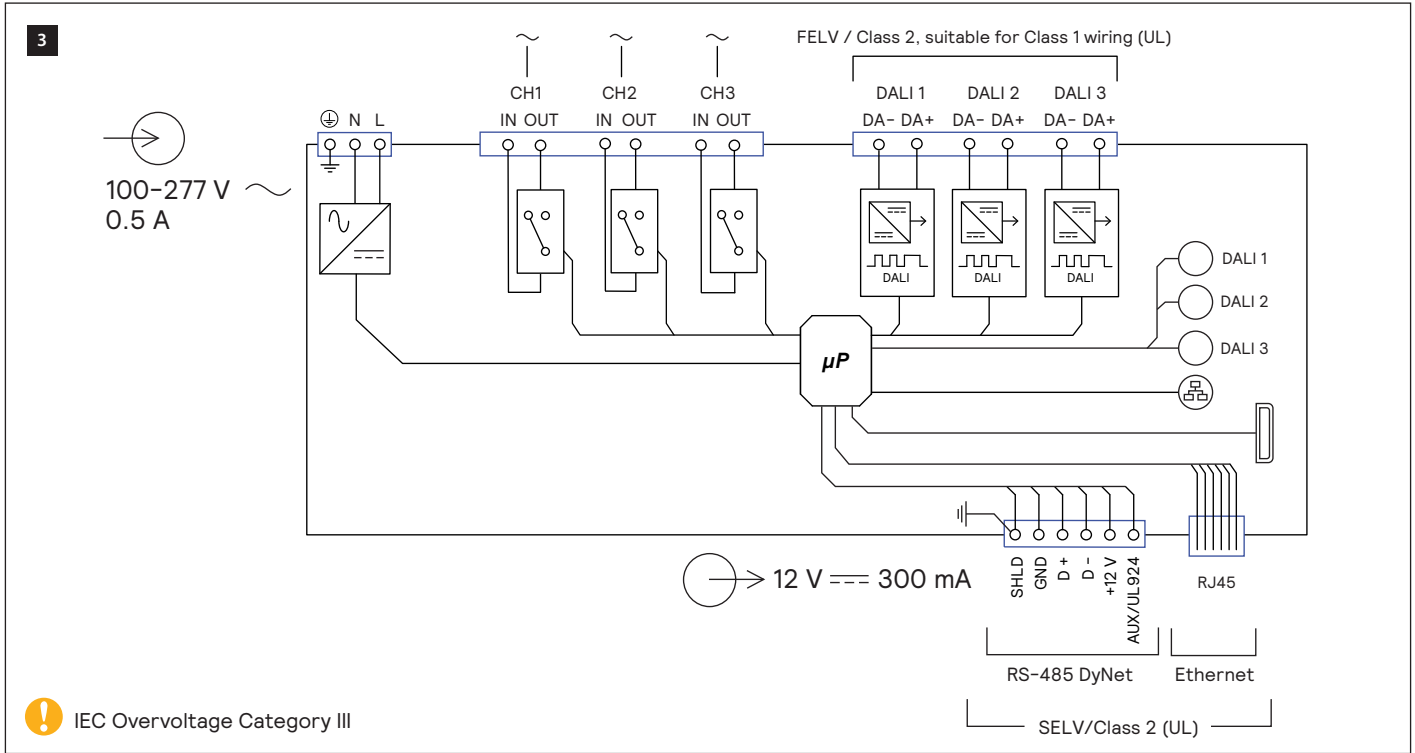 3
FELV / Class 2, suitable for Class 1 wiring (UL)
CH1 CH2 CH3
DALI 1 DALI 2 DALI 3
N L
IN OUT IN OUT IN OUT
DA- DA+ DA- DA+ DA- DA+
100-277 V
0.5 A
DALI DALI DALI
DALI 1
DALI 2
DALI 3
µP
12 V 300 mA
SHLD
GND
D +
D -
+12 V
AUX/UL924
RJ45
RS-485 DyNet
Ethernet
SELV/Class 2 (UL)
! IEC Overvoltage Category III